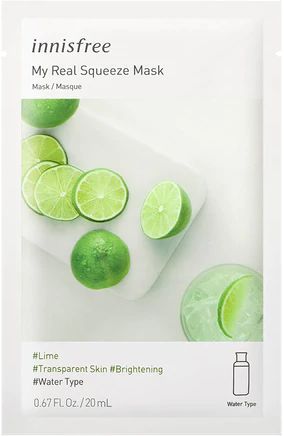 innisfree
My Real Squeeze Mask
Mask / Masque
#Lime
#Transparent Skin #Brightening
#Water Type
0.67 FL. Oz. / 20 mL
Water Type